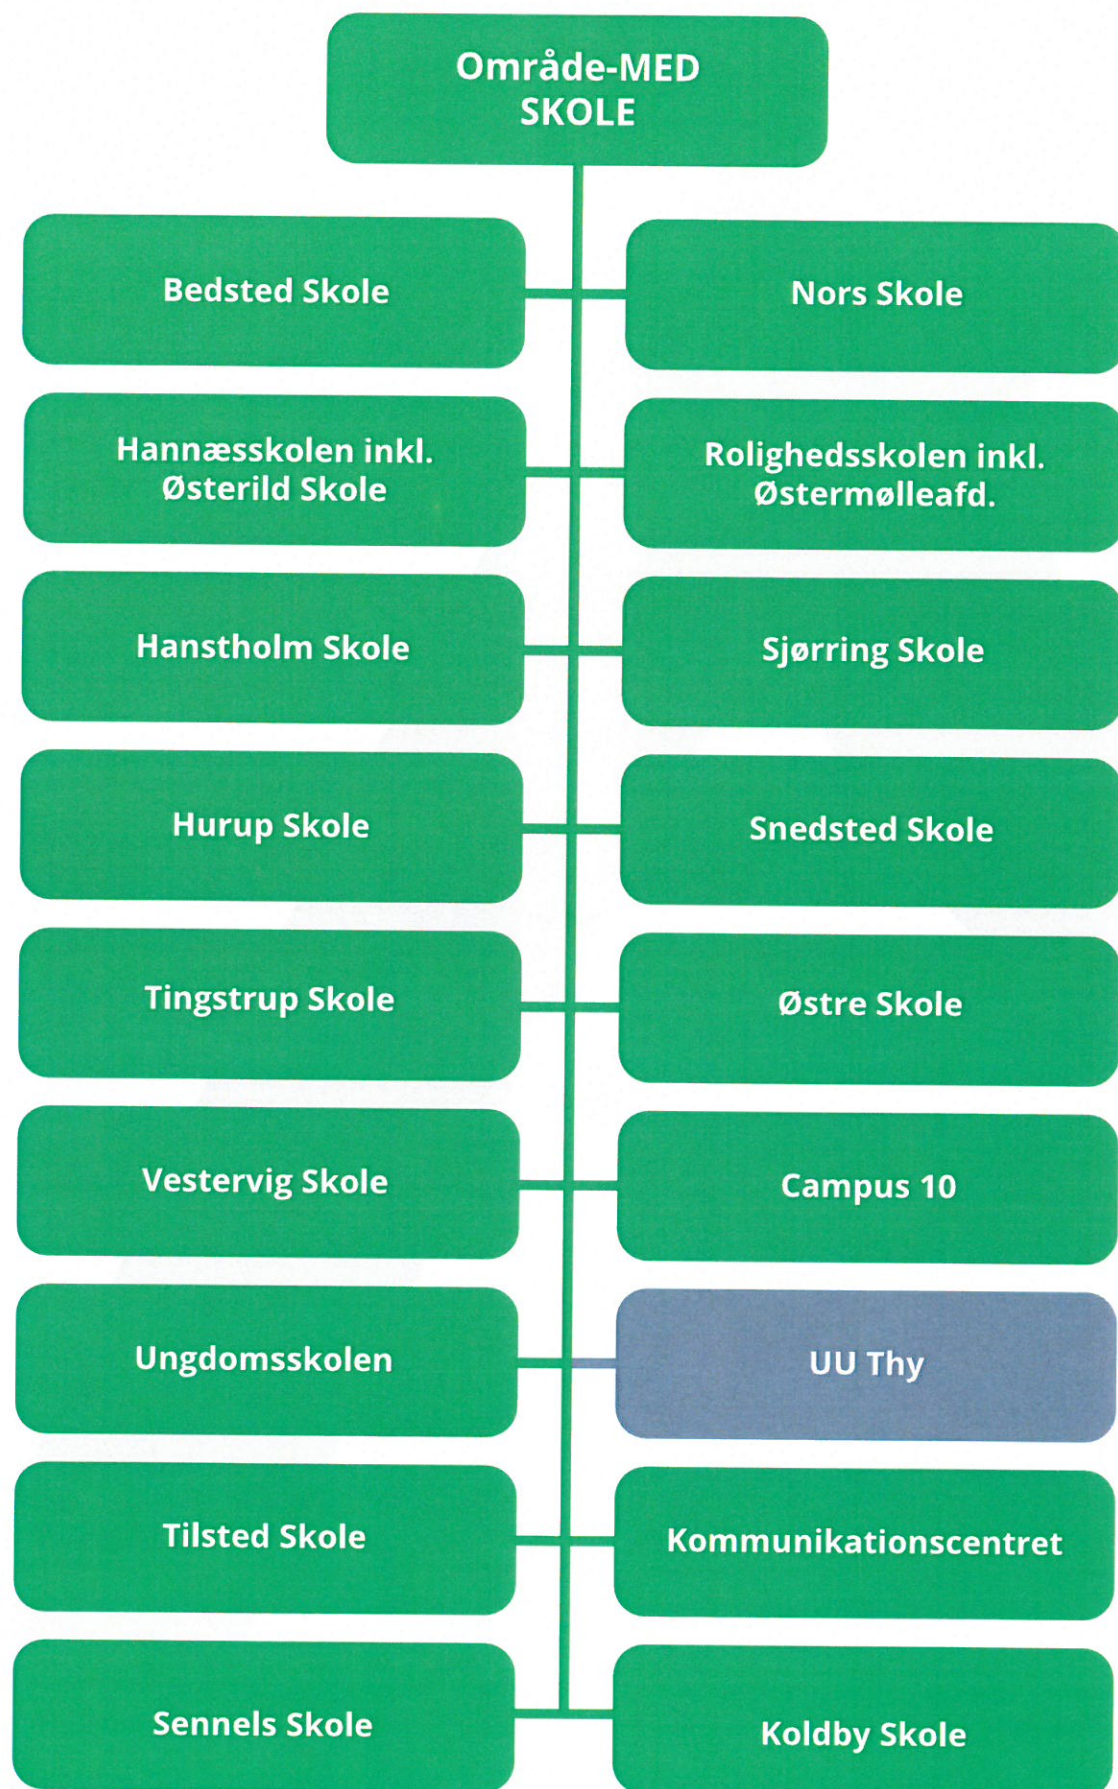 Område-MED
SKOLE
Bedsted Skole
Nors Skole
Hannæsskolen inkl.
Østerild Skole
Rolighedsskolen inkl.
Østermølleafd.
Hanstholm Skole
Sjørring Skole
Hurup Skole
Snedsted Skole
Tingstrup Skole
Østre Skole
Vestervig Skole
Campus 10
Ungdomsskolen
UU Thy
Tilsted Skole
Kommunikationscentret
Sennels Skole
Koldby Skole